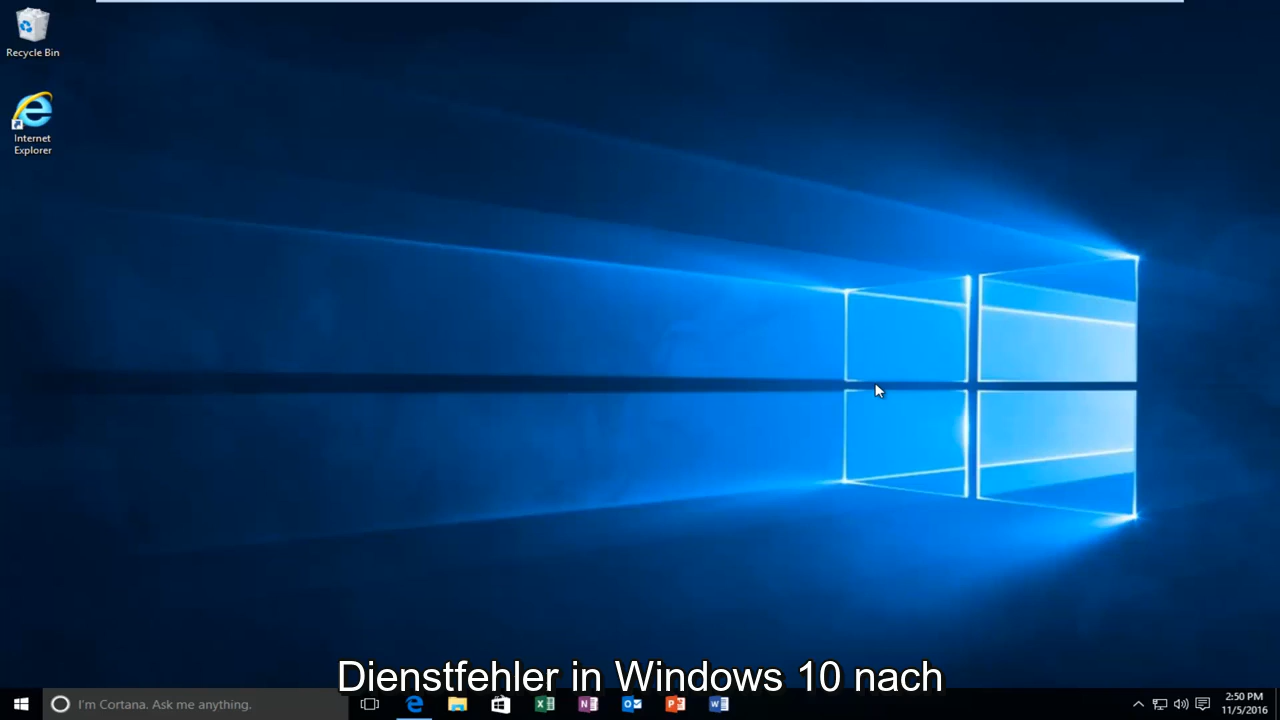 Recycle Bin
Internet
Explorer
Dienstfehler in Windows 10 nach
I'm Cortana. Ask me anything.
2:50 PM
11/5/2016